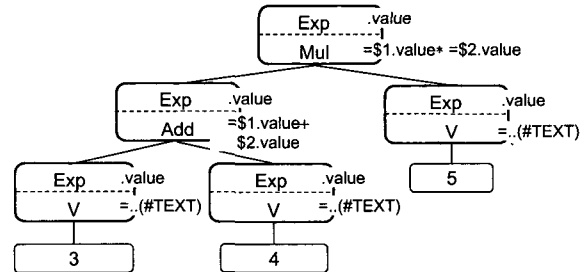 Exp .value
Mul =$1.value* =$2.value
Exp .value
Add =$1.value+
$2.value
Exp .value
V =..(#TEXT)
5
Exp .value
V =..(#TEXT)
3
Exp .value
V =..(#TEXT)
4